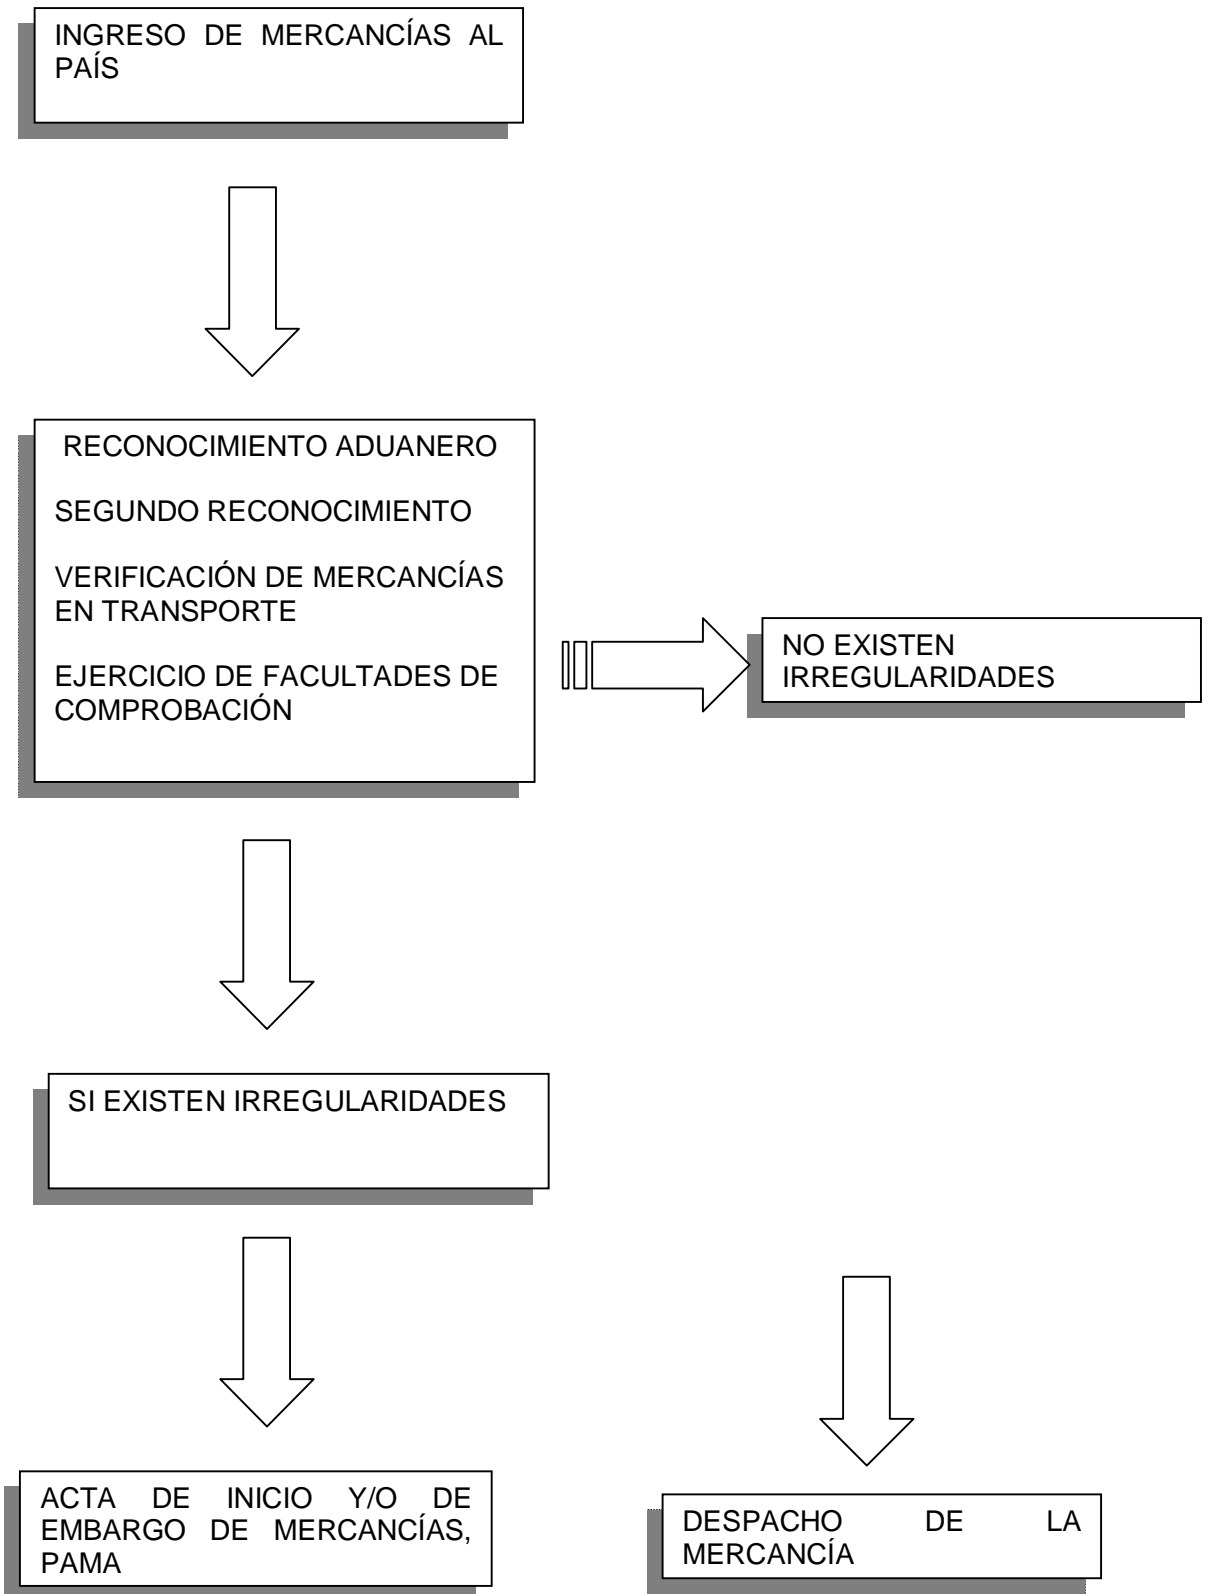 INGRESO DE MERCANCÍAS AL
PAÍS
RECONOCIMIENTO ADUANERO
SEGUNDO RECONOCIMIENTO
VERIFICACIÓN DE MERCANCÍAS
EN TRANSPORTE
EJERCICIO DE FACULTADES DE
COMPROBACIÓN
NO EXISTEN
IRREGULARIDADES
SI EXISTEN IRREGULARIDADES
ACTA DE INICIO Y/O DE
EMBARGO DE MERCANCÍAS,
PAMA
DESPACHO DE LA
MERCANCÍA